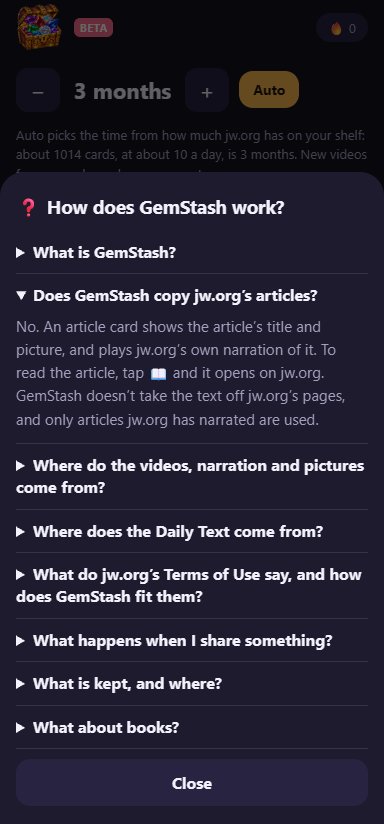 BETA
0
− 3 months + Auto
Auto picks the time from how much jw.org has on your shelf:
about 1014 cards, at about 10 a day, is 3 months. New videos
How does GemStash work?
What is GemStash?
Does GemStash copy jw.org's articles?
No. An article card shows the article's title and
picture, and plays jw.org's own narration of it. To
read the article, tap 📖 and it opens on jw.org.
GemStash doesn't take the text off jw.org's pages,
and only articles jw.org has narrated are used.
Where do the videos, narration and pictures
come from?
Where does the Daily Text come from?
What do jw.org's Terms of Use say, and how
does GemStash fit them?
What happens when I share something?
What is kept, and where?
What about books?
Close